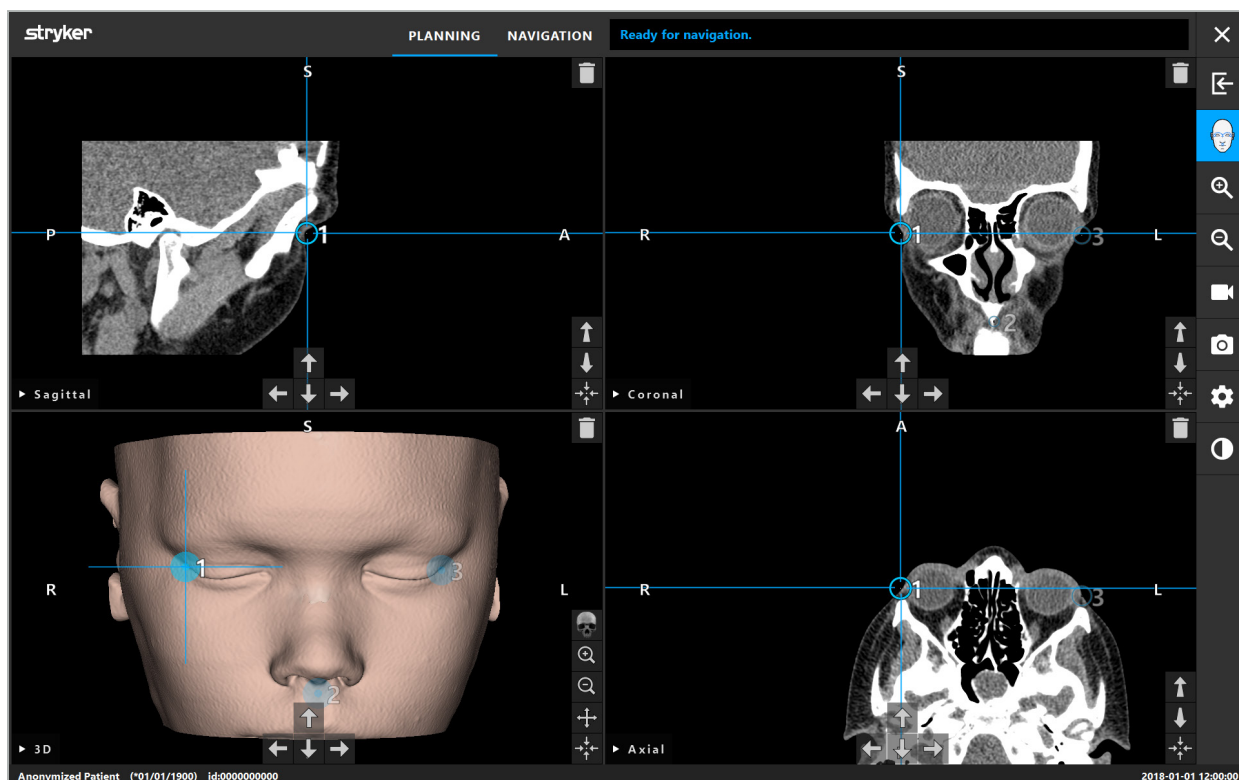 stryker
PLANNING NAVIGATION Ready for navigation.
S
P 1 A
Sagittal
S
R 1 3 L
2
Coronal
S
1 3
R L
2
3D
A
R 1 3 L
Axial
Anonymized Patient (*01/01/1900) id:0000000000 2018-01-01 12:00:00